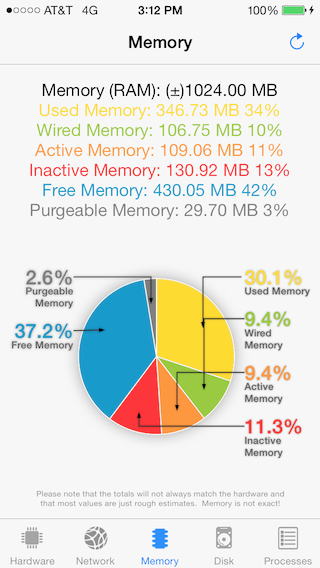 AT&T 4G 3:12 PM 100%
Memory
Memory (RAM): (±)1024.00 MB
Used Memory: 346.73 MB 34%
Wired Memory: 106.75 MB 10%
Active Memory: 109.06 MB 11%
Inactive Memory: 130.92 MB 13%
Free Memory: 430.05 MB 42%
Purgeable Memory: 29.70 MB 3%
2.6%
Purgeable
Memory
37.2%
Free Memory
30.1%
Used Memory
9.4%
Wired
Memory
9.4%
Active
Memory
11.3%
Inactive
Memory
Please note that the totals will not always match the hardware and
that most values are just rough estimates. Memory is not exact!
Hardware Network Memory Disk Processes